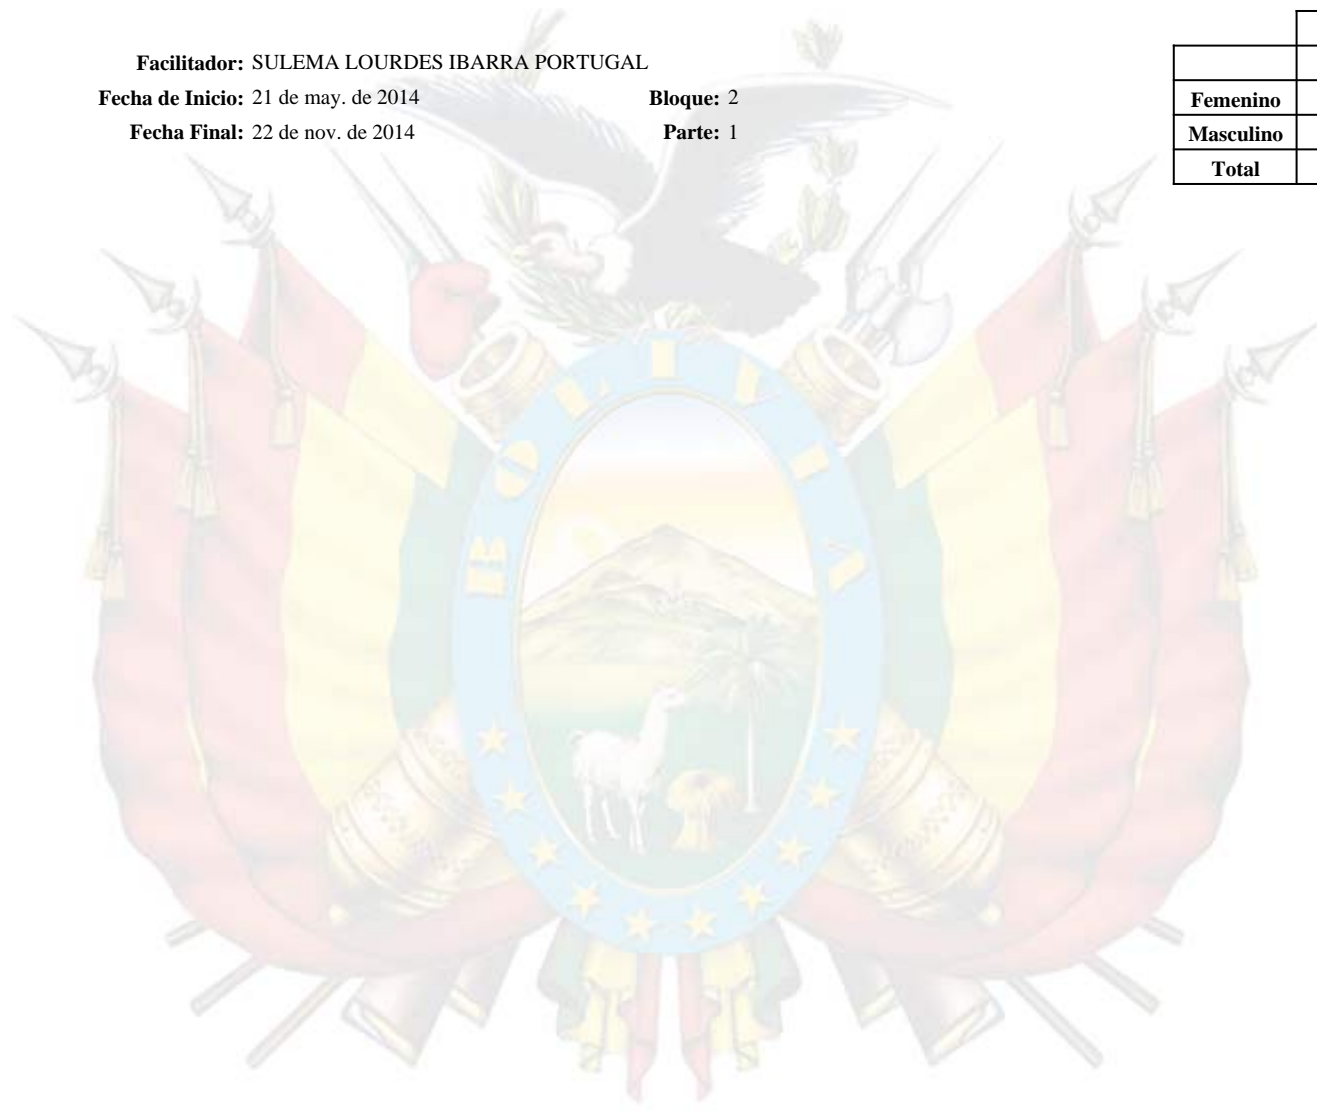 Facilitador: SULEMA LOURDES IBARRA PORTUGAL
Fecha de Inicio: 21 de may. de 2014 Bloque: 2
Fecha Final: 22 de nov. de 2014 Parte: 1
Femenino
Masculino
Total
BOLIVIA